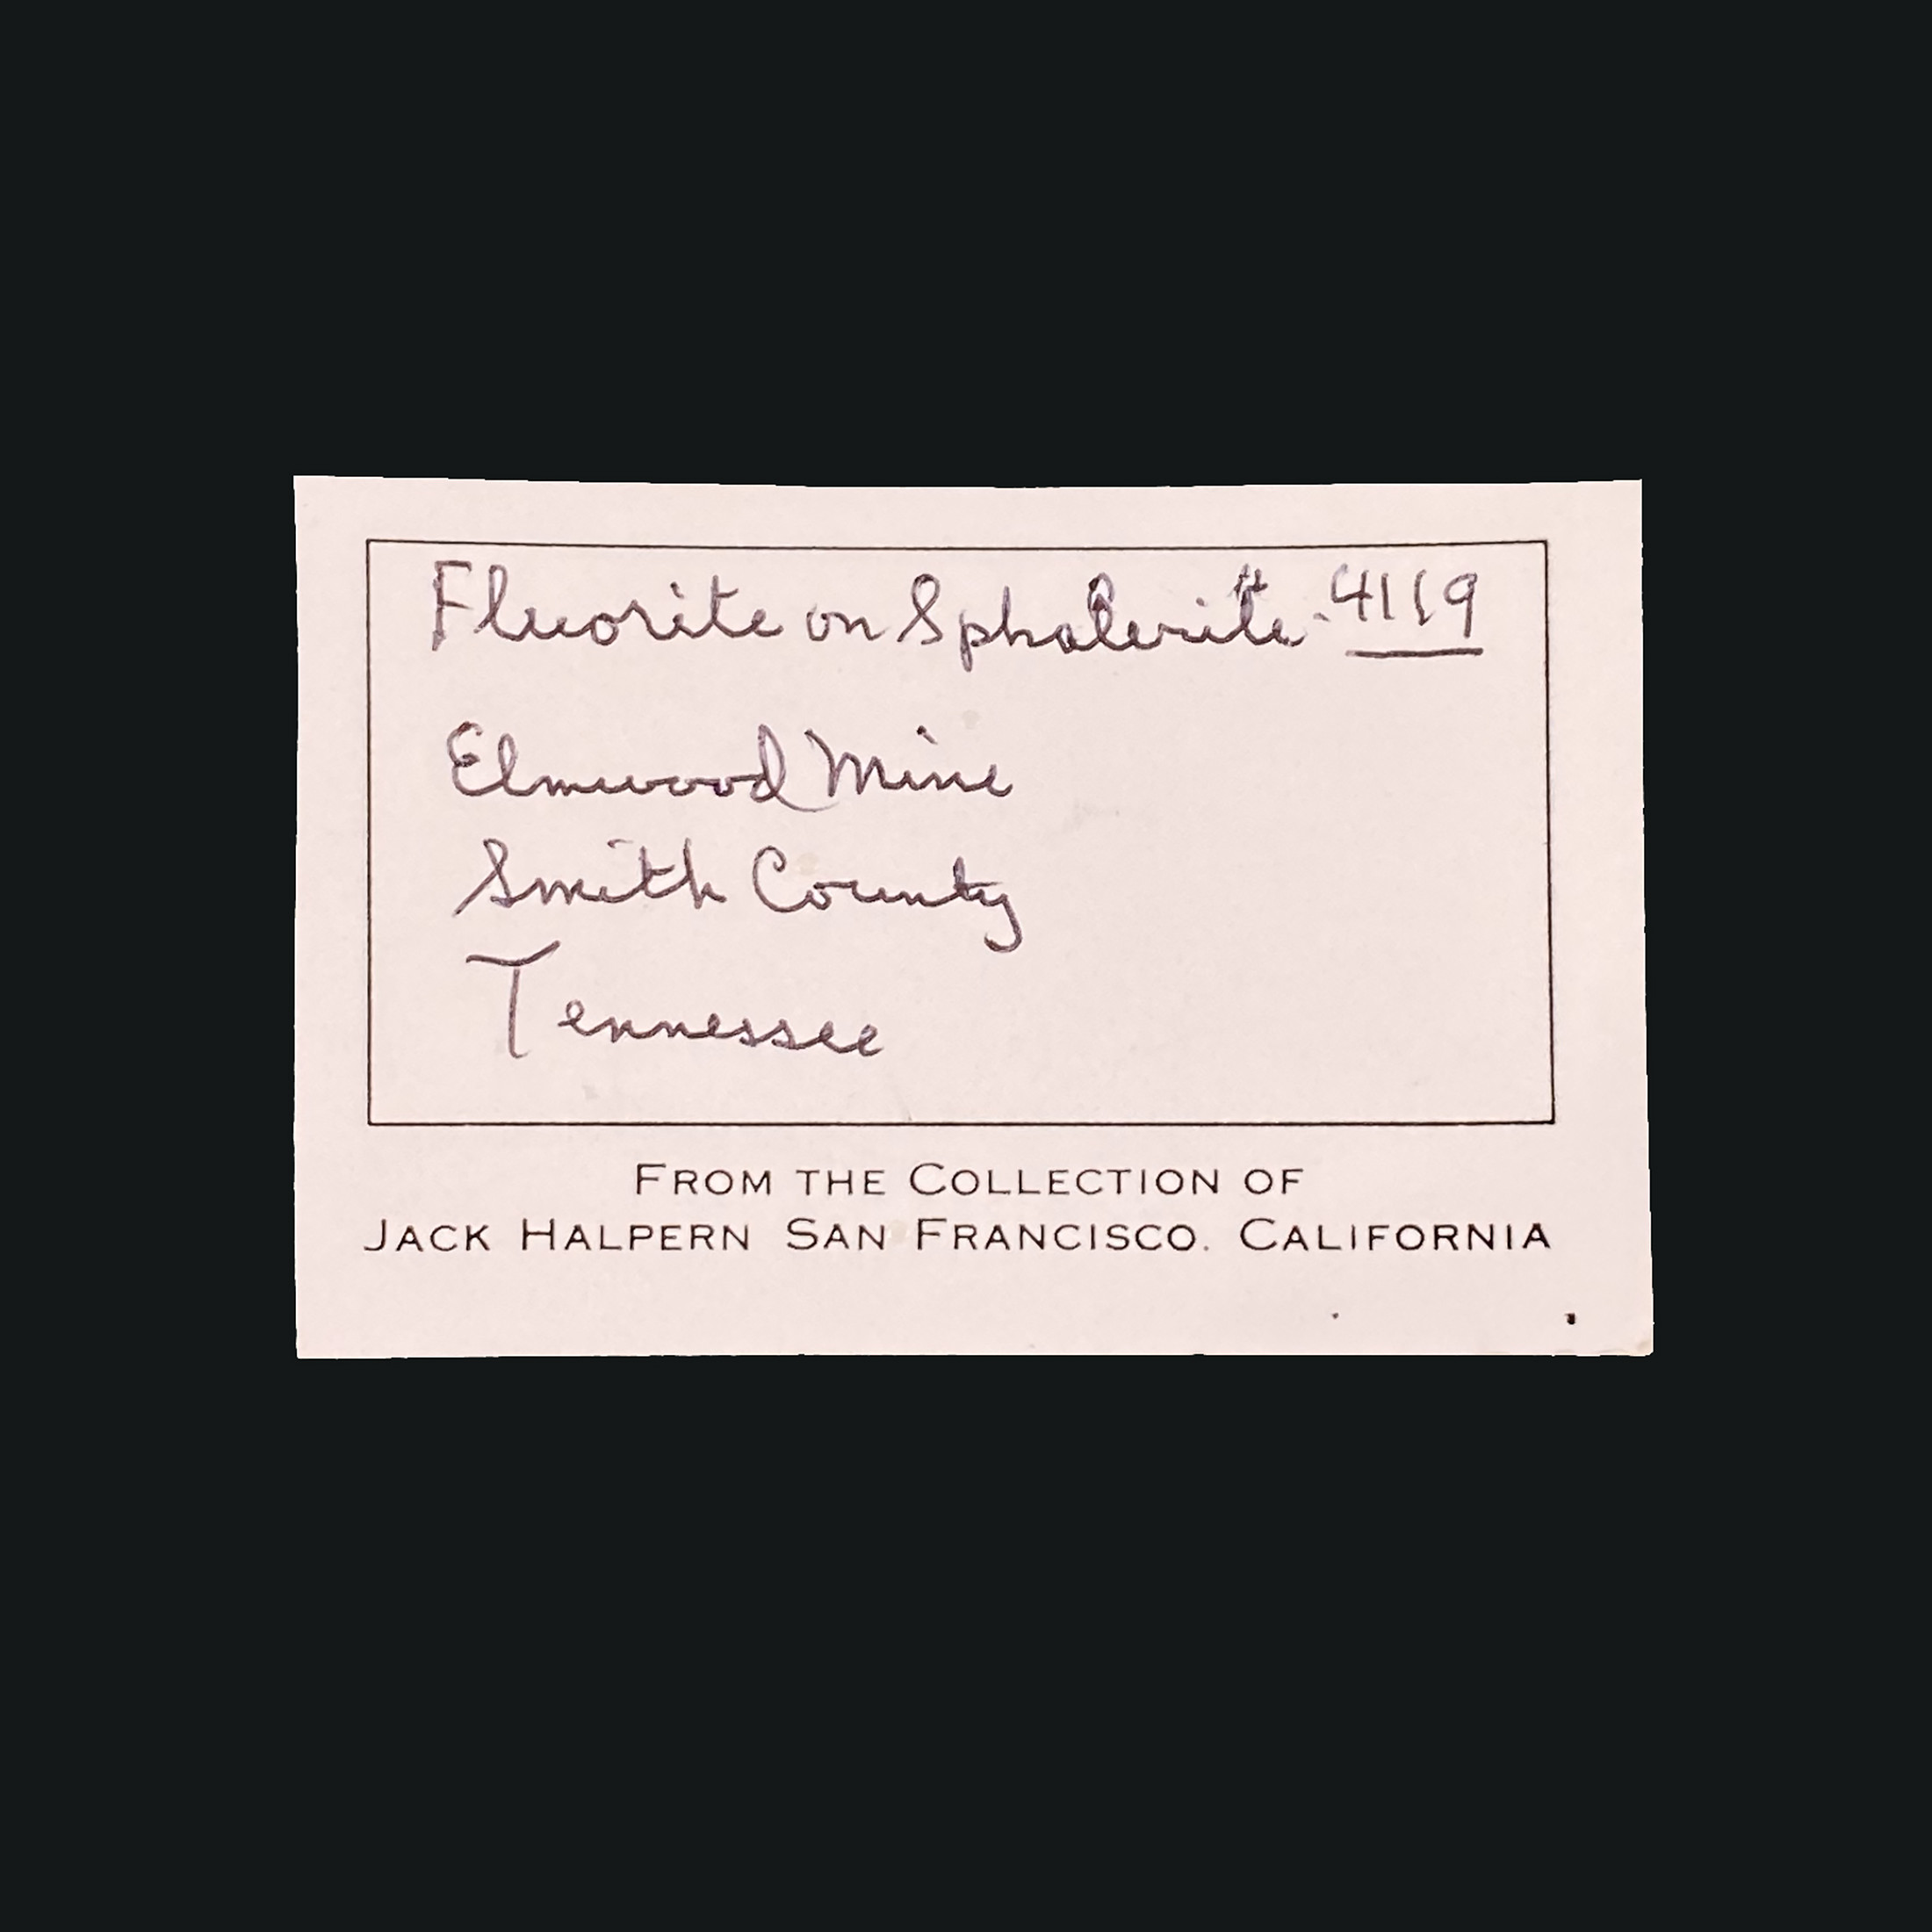 Fluorite on Sphalerite. 4119
Elmwood Mine
Smith County
Tennessee
FROM THE COLLECTION OF
JACK HALPERN SAN FRANCISCO. CALIFORNIA